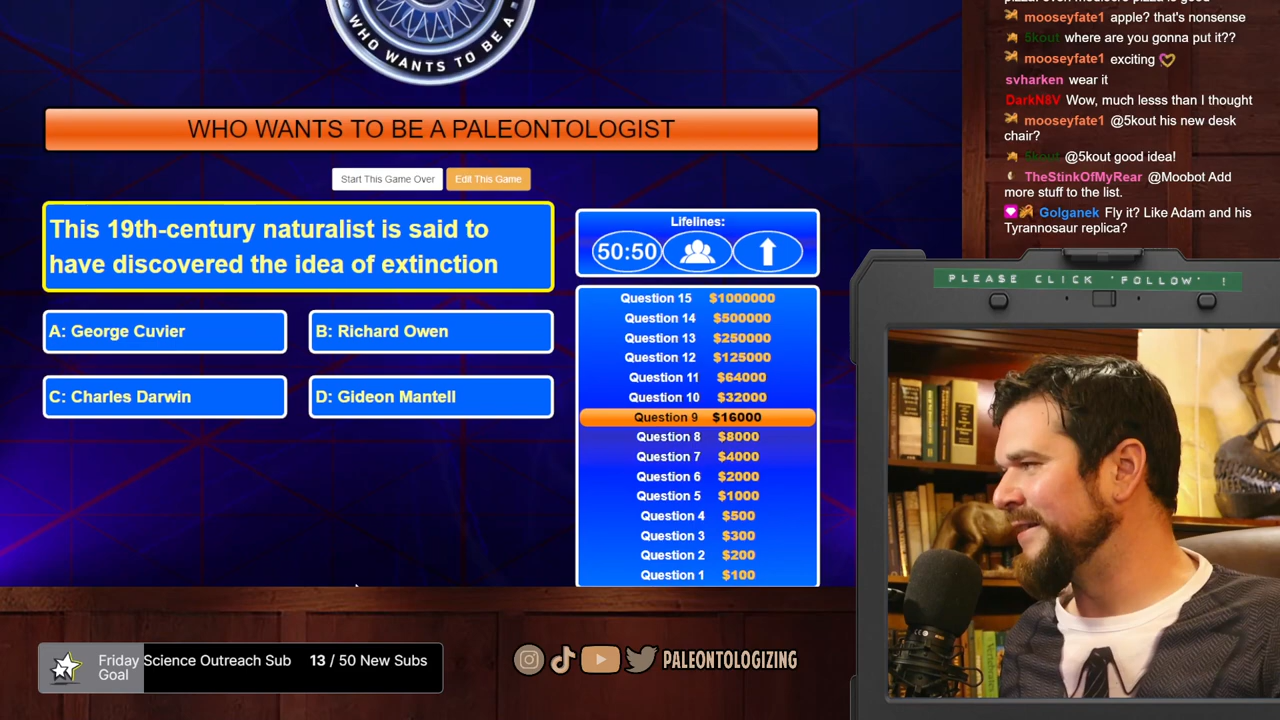 WHO WANTS TO BE A
WHO WANTS TO BE A PALEONTOLOGIST
Start This Game Over
Edit This Game
This 19th-century naturalist is said to
have discovered the idea of extinction
A: George Cuvier
B: Richard Owen
C: Charles Darwin
D: Gideon Mantell
Lifelines:
50:50
Question 15 $1000000
Question 14 $500000
Question 13 $250000
Question 12 $125000
Question 11 $64000
Question 10 $32000
Question 9 $16000
Question 8 $8000
Question 7 $4000
Question 6 $2000
Question 5 $1000
Question 4 $500
Question 3 $300
Question 2 $200
Question 1 $100
mooseyfate1 apple? that's nonsense
5kout where are you gonna put it??
mooseyfate1 exciting
svharken wear it
DarkN8V Wow, much lesss than I thought
mooseyfate1 @5kout his new desk
chair?
5kout @5kout good idea!
TheStinkOfMyRear @Moobot Add
more stuff to the list.
Golganek Fly it? Like Adam and his
Tyrannosaur replica?
PLEASE CLICK 'FOLLOW' !
Friday Science Outreach Sub
Goal
13 / 50 New Subs
PALEONTOLOGIZING